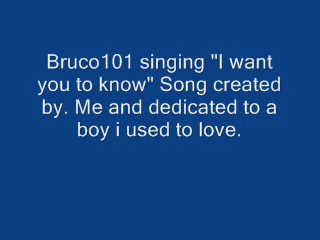 Bruco101 singing "I want
you to know" Song created
by. Me and dedicated to a
boy i used to love.